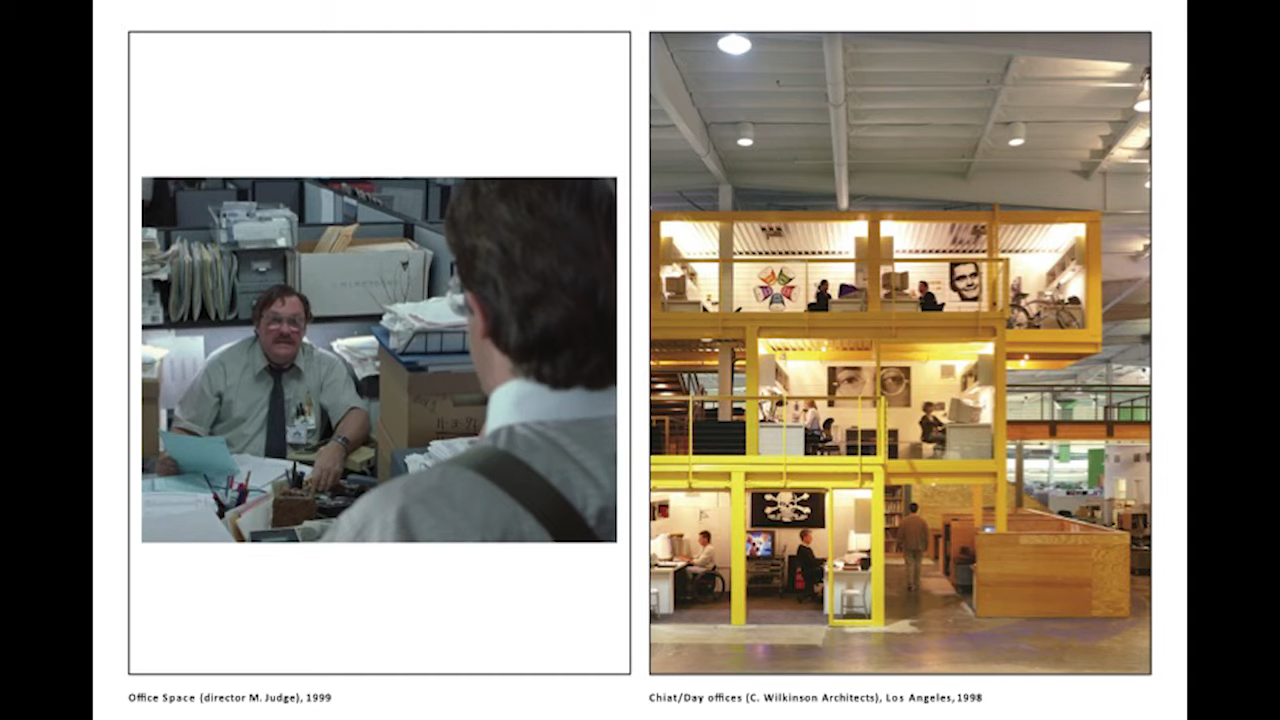 Office Space (director M. Judge), 1999
Chiat/Day offices (C. Wilkinson Architects), Los Angeles, 1998